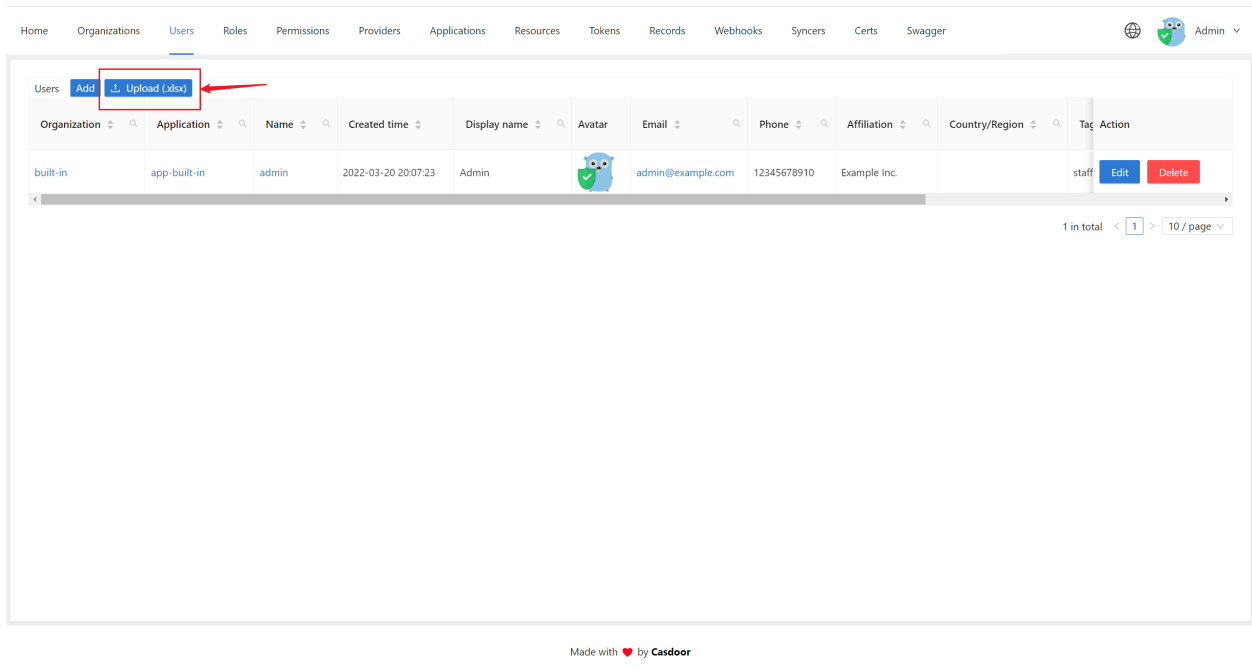 Home Organizations Users Roles Permissions Providers Applications Resources Tokens Records Webhooks Syncers Certs Swagger Admin
Users Add Upload (.xlsx)
Organization Application Name Created time Display name Avatar Email Phone Affiliation Country/Region Tag Action
built-in app-built-in admin 2022-03-20 20:07:23 Admin admin@example.com 12345678910 Example Inc. staff Edit Delete
1 in total < 1 > 10 / page
Made with ❤ by Casdoor